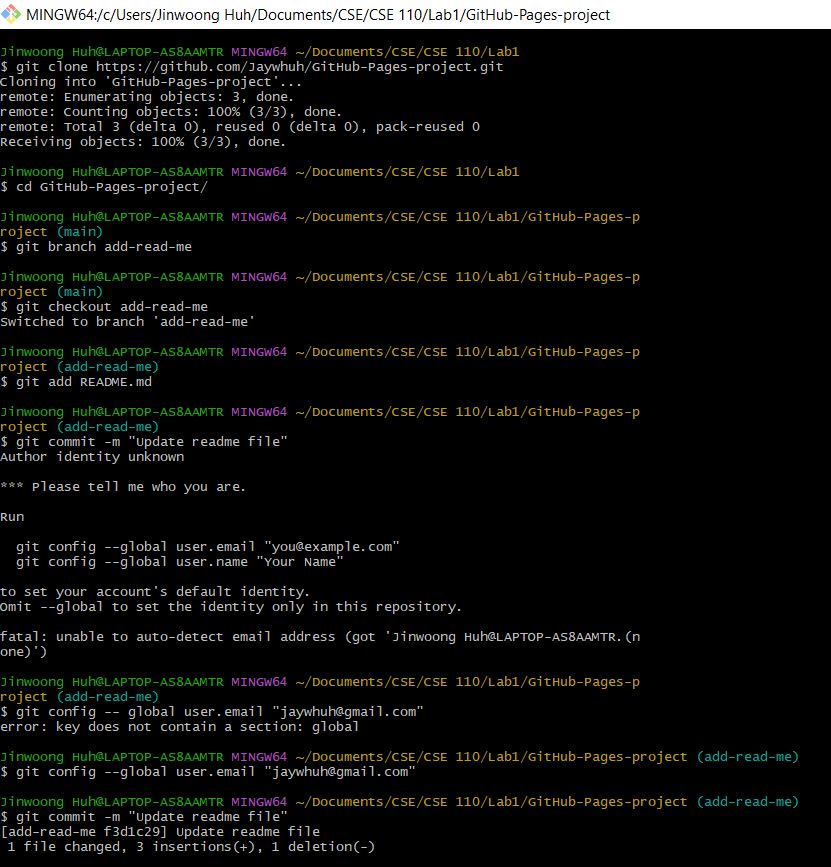 MINGW64:/c/Users/Jinwoong Huh/Documents/CSE/CSE 110/Lab1/GitHub-Pages-project
Jinwoong Huh@LAPTOP-AS8AAMTR MINGW64 ~/Documents/CSE/CSE 110/Lab1
$ git clone https://github.com/Jaywhuh/GitHub-Pages-project.git
Cloning into 'GitHub-Pages-project'...
remote: Enumerating objects: 3, done.
remote: Counting objects: 100% (3/3), done.
remote: Total 3 (delta 0), reused 0 (delta 0), pack-reused 0
Receiving objects: 100% (3/3), done.
Jinwoong Huh@LAPTOP-AS8AAMTR MINGW64 ~/Documents/CSE/CSE 110/Lab1
$ cd GitHub-Pages-project/
Jinwoong Huh@LAPTOP-AS8AAMTR MINGW64 ~/Documents/CSE/CSE 110/Lab1/GitHub-Pages-p
roject (main)
$ git branch add-read-me
Jinwoong Huh@LAPTOP-AS8AAMTR MINGW64 ~/Documents/CSE/CSE 110/Lab1/GitHub-Pages-p
roject (main)
$ git checkout add-read-me
Switched to branch 'add-read-me'
Jinwoong Huh@LAPTOP-AS8AAMTR MINGW64 ~/Documents/CSE/CSE 110/Lab1/GitHub-Pages-p
roject (add-read-me)
$ git add README.md
Jinwoong Huh@LAPTOP-AS8AAMTR MINGW64 ~/Documents/CSE/CSE 110/Lab1/GitHub-Pages-p
roject (add-read-me)
$ git commit -m "Update readme file"
Author identity unknown
*** Please tell me who you are.
Run
  git config --global user.email "you@example.com"
  git config --global user.name "Your Name"
to set your account's default identity.
Omit --global to set the identity only in this repository.
fatal: unable to auto-detect email address (got 'Jinwoong Huh@LAPTOP-AS8AAMTR.(n
one)')
Jinwoong Huh@LAPTOP-AS8AAMTR MINGW64 ~/Documents/CSE/CSE 110/Lab1/GitHub-Pages-p
roject (add-read-me)
$ git config -- global user.email "jaywhuh@gmail.com"
error: key does not contain a section: global
Jinwoong Huh@LAPTOP-AS8AAMTR MINGW64 ~/Documents/CSE/CSE 110/Lab1/GitHub-Pages-project (add-read-me)
$ git config --global user.email "jaywhuh@gmail.com"
Jinwoong Huh@LAPTOP-AS8AAMTR MINGW64 ~/Documents/CSE/CSE 110/Lab1/GitHub-Pages-project (add-read-me)
$ git commit -m "Update readme file"
[add-read-me f3d1c29] Update readme file
 1 file changed, 3 insertions(+), 1 deletion(-)